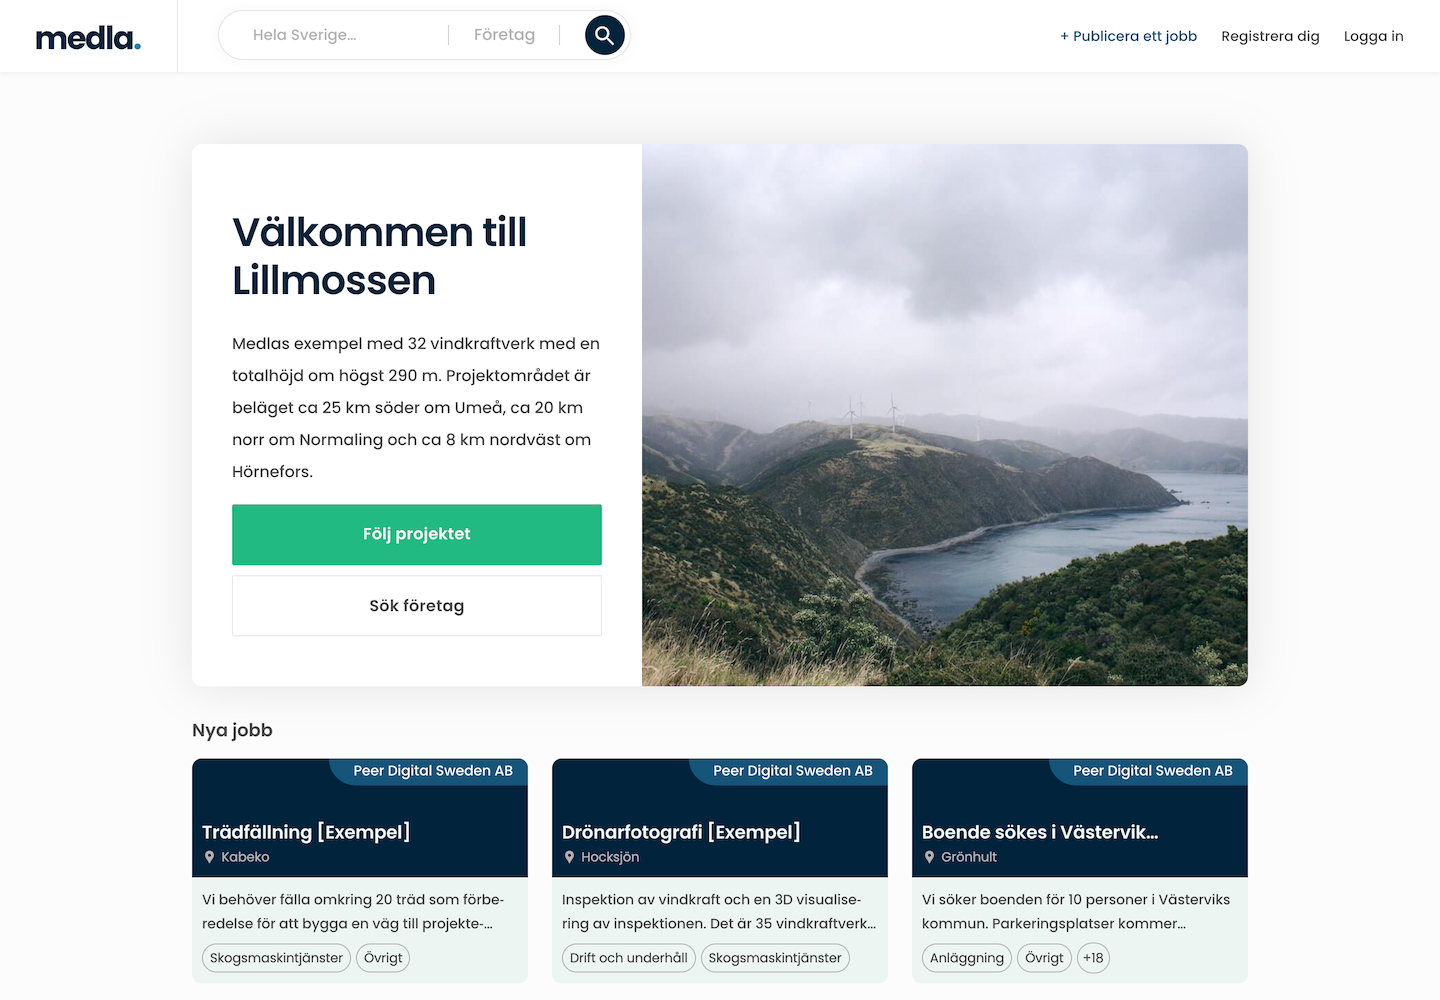 medla.
Hela Sverige...
Företag
+ Publicera ett jobb
Registrera dig
Logga in
Välkommen till
Lillmossen
Medlas exempel med 32 vindkraftverk med en
totalhöjd om högst 290 m. Projektområdet är
beläget ca 25 km söder om Umeå, ca 20 km
norr om Normaling och ca 8 km nordväst om
Hörnefors.
Följ projektet
Sök företag
Nya jobb
Peer Digital Sweden AB
Trädfällning [Exempel]
Kabeko
Vi behöver fälla omkring 20 träd som förbe-
redelse för att bygga en väg till projekte-...
Skogsmaskintjänster
Övrigt
Peer Digital Sweden AB
Drönarfotografi [Exempel]
Hocksjön
Inspektion av vindkraft och en 3D visualise-
ring av inspektionen. Det är 35 vindkraftverk...
Drift och underhåll
Skogsmaskintjänster
Peer Digital Sweden AB
Boende sökes i Västervik...
Grönhult
Vi söker boenden för 10 personer i Västerviks
kommun. Parkeringsplatser kommer...
Anläggning
Övrigt
+18